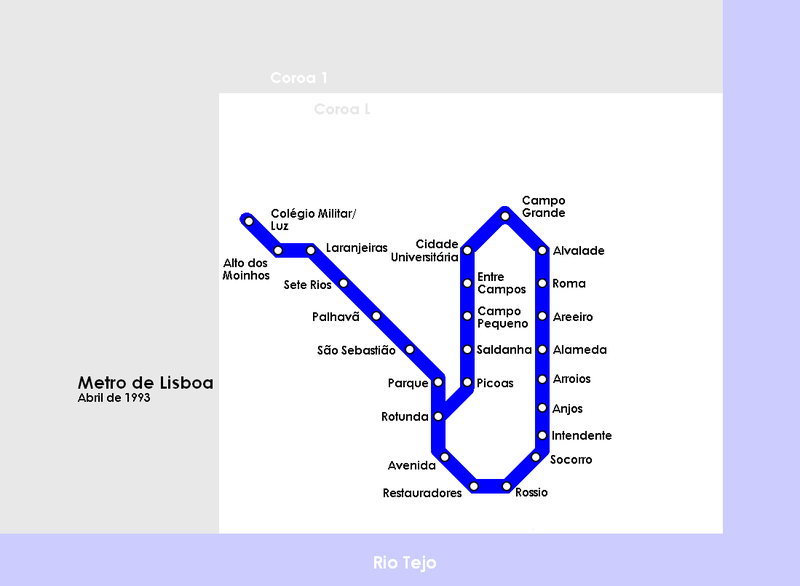 Coroa 1
Coroa L
Campo
Grande
Colégio Militar/
Luz
Cidade
Universitária
Laranjeiras
Alvalade
Alto dos
Moinhos
Entre
Campos
Sete Rios
Roma
Campo
Pequeno
Palhavã
Areeiro
São Sebastião
Saldanha
Alameda
Parque
Picoas
Arroios
Metro de Lisboa
Abril de 1993
Anjos
Rotunda
Intendente
Avenida
Socorro
Restauradores
Rossio
Rio Tejo